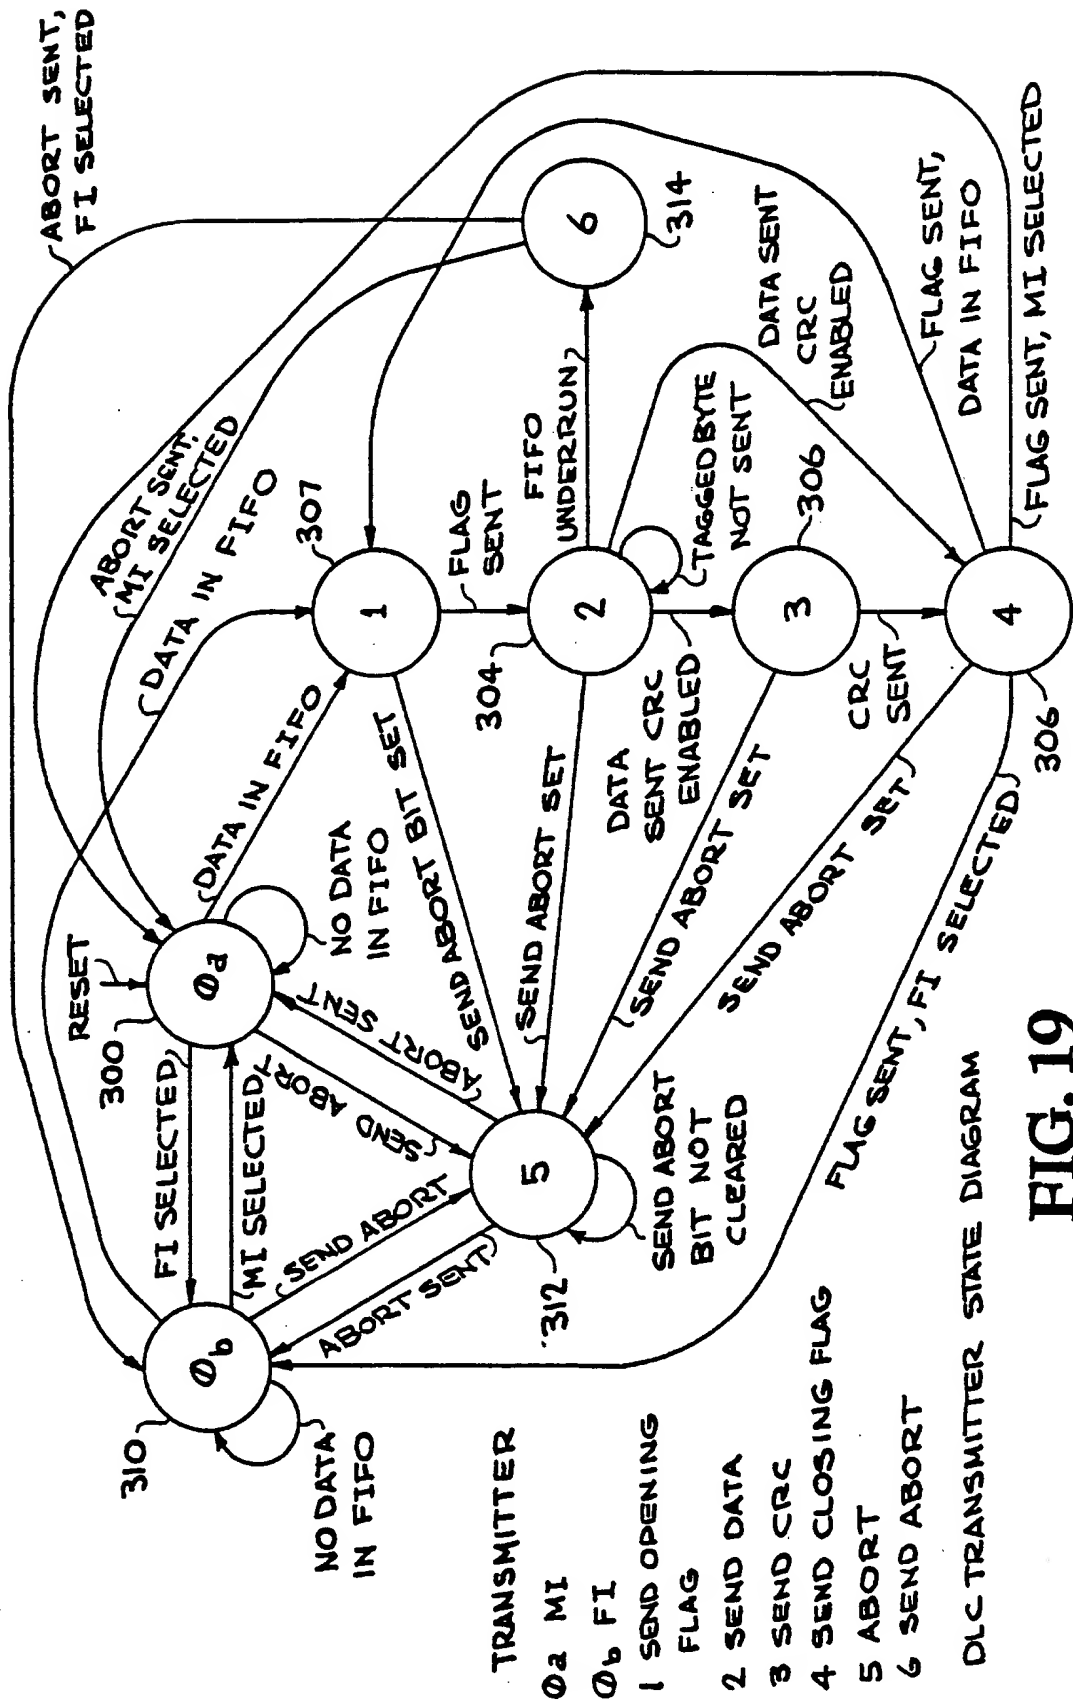 ABORT SENT,
FI SELECTED
RESET
300
0a
FI SELECTED
MI SELECTED
310
0b
NO DATA
IN FIFO
NO DATA
IN FIFO
DATA IN FIFO
DATA IN FIFO
ABORT SENT,
MI SELECTED
307
1
FLAG
SENT
FIFO
UNDERRUN
6
314
SEND ABORT
ABORT SENT
SEND ABORT
ABORT SENT
SEND ABORT BIT SET
304
2
TAGGED BYTE
NOT SENT
DATA SENT
CRC
ENABLED
5
312
SEND ABORT
BIT NOT
CLEARED
SEND ABORT SET
DATA
SENT CRC
ENABLED
3
306
SEND ABORT SET
CRC
SENT
SEND ABORT SET
4
306
FLAG SENT,
DATA IN FIFO
FLAG SENT, MI SELECTED
FLAG SENT, FI SELECTED
TRANSMITTER
0a MI
0b FI
1 SEND OPENING
FLAG
2 SEND DATA
3 SEND CRC
4 SEND CLOSING FLAG
5 ABORT
6 SEND ABORT
DLC TRANSMITTER STATE DIAGRAM
FIG. 19